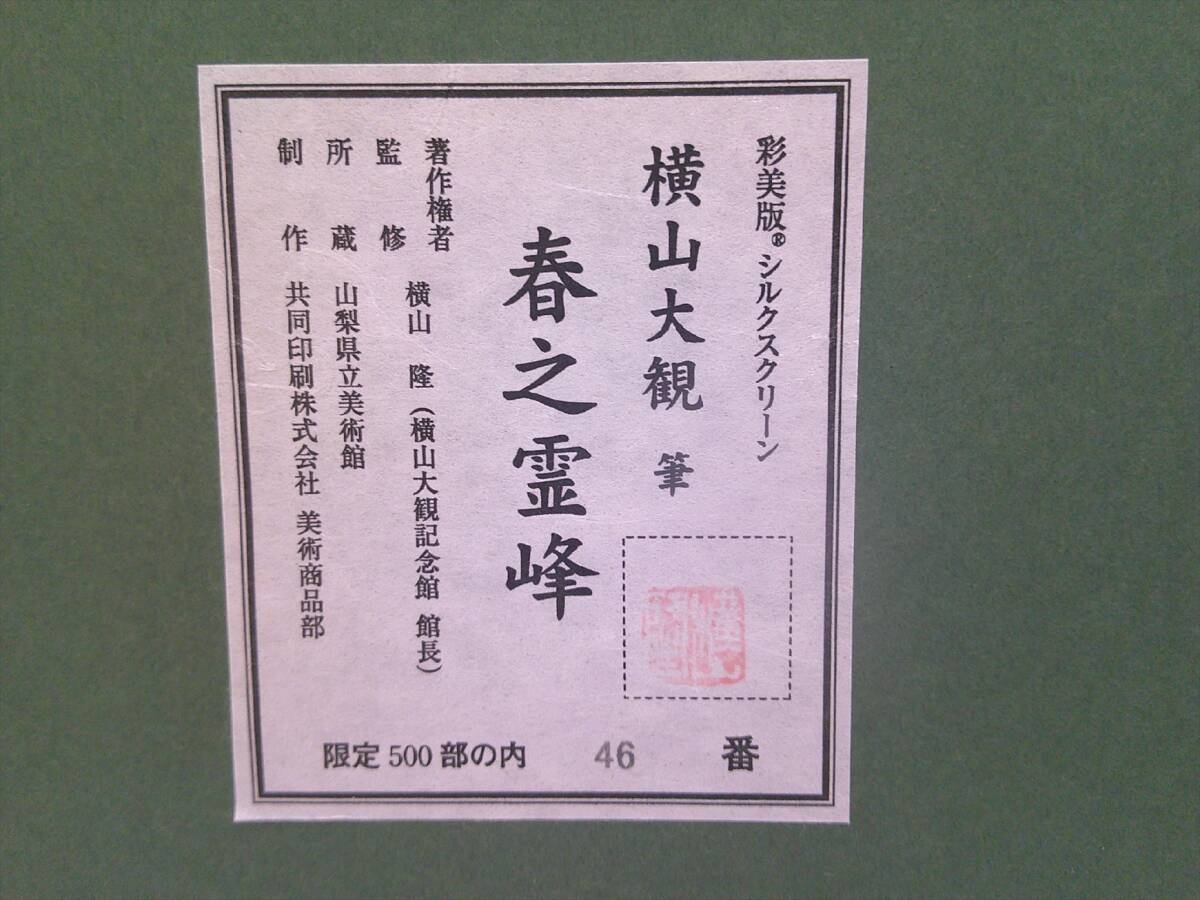 彩美版®シルクスクリーン
横山大観 筆
春之霊峰
著作権者
監修 横山 隆(横山大観記念館 館長)
所蔵 山梨県立美術館
制作 共同印刷株式会社 美術商品部
限定500部の内 46 番